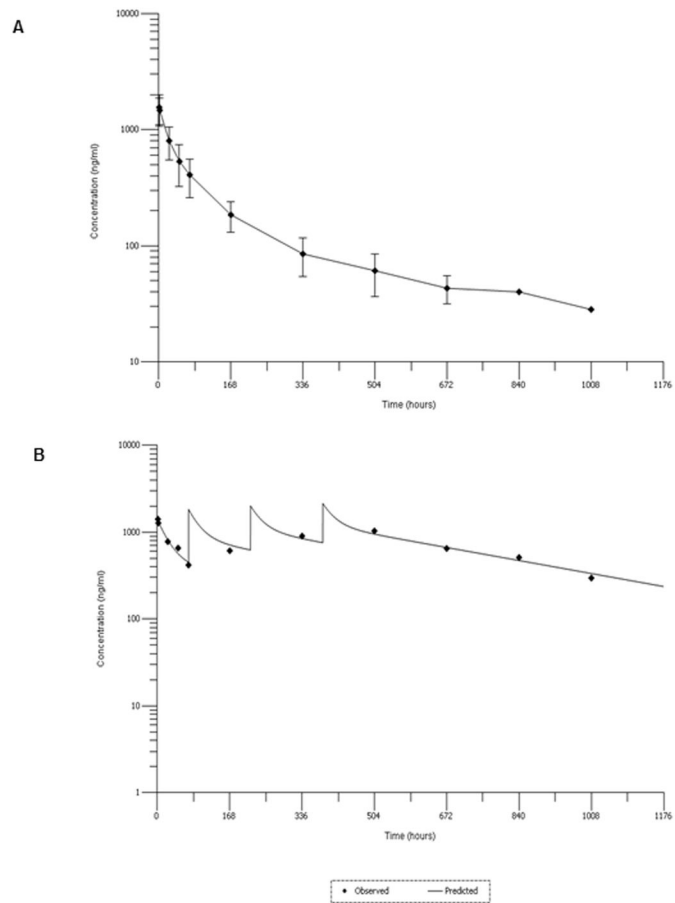 A
10000
1000
100
10
Concentration (ng/ml)
0 168 336 504 672 840 1008 1176
Time (hours)
B
10000
1000
100
10
1
Concentration (ng/ml)
0 168 336 504 672 840 1008 1176
Time (hours)
Observed Predicted